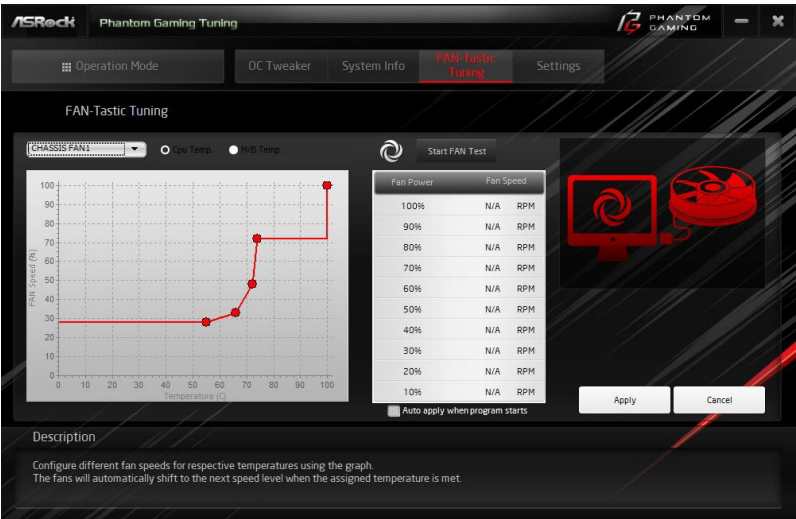 ASRock
Phantom Gaming Tuning
PHANTOM
GAMING
Operation Mode
OC Tweaker
System Info
FAN-Tastic
Tuning
Settings
FAN-Tastic Tuning
CHASSIS FAN1
Cpu Temp.
M/B Temp.
Start FAN Test
100
90
80
70
60
50
40
30
20
10
0
FAN Speed (%)
0 10 20 30 40 50 60 70 80 90 100
Temperature (C)
Fan Power Fan Speed
100% N/A RPM
90% N/A RPM
80% N/A RPM
70% N/A RPM
60% N/A RPM
50% N/A RPM
40% N/A RPM
30% N/A RPM
20% N/A RPM
10% N/A RPM
Auto apply when program starts
Apply
Cancel
Description
Configure different fan speeds for respective temperatures using the graph.
The fans will automatically shift to the next speed level when the assigned temperature is met.